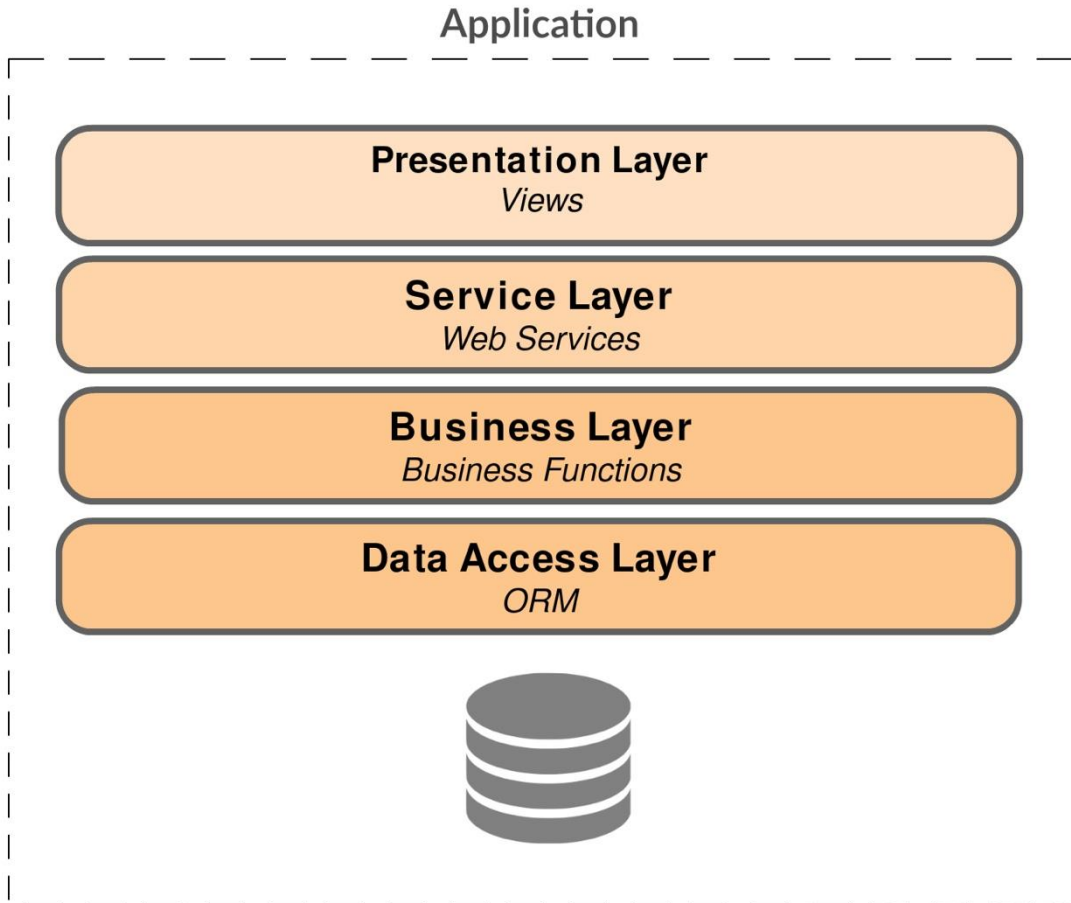 Application
Presentation Layer
Views
Service Layer
Web Services
Business Layer
Business Functions
Data Access Layer
ORM